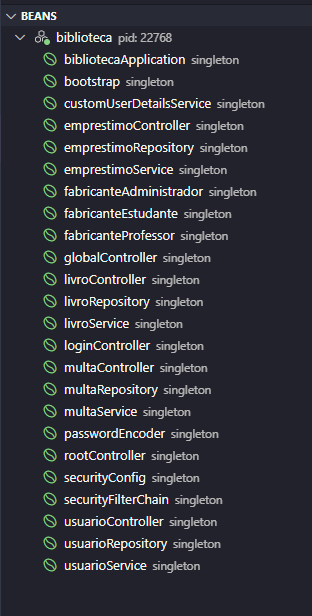 BEANS
biblioteca pid: 22768
bibliotecaApplication singleton
bootstrap singleton
customUserDetailsService singleton
emprestimoController singleton
emprestimoRepository singleton
emprestimoService singleton
fabricanteAdministrador singleton
fabricanteEstudante singleton
fabricanteProfessor singleton
globalController singleton
livroController singleton
livroRepository singleton
livroService singleton
loginController singleton
multaController singleton
multaRepository singleton
multaService singleton
passwordEncoder singleton
rootController singleton
securityConfig singleton
securityFilterChain singleton
usuarioController singleton
usuarioRepository singleton
usuarioService singleton